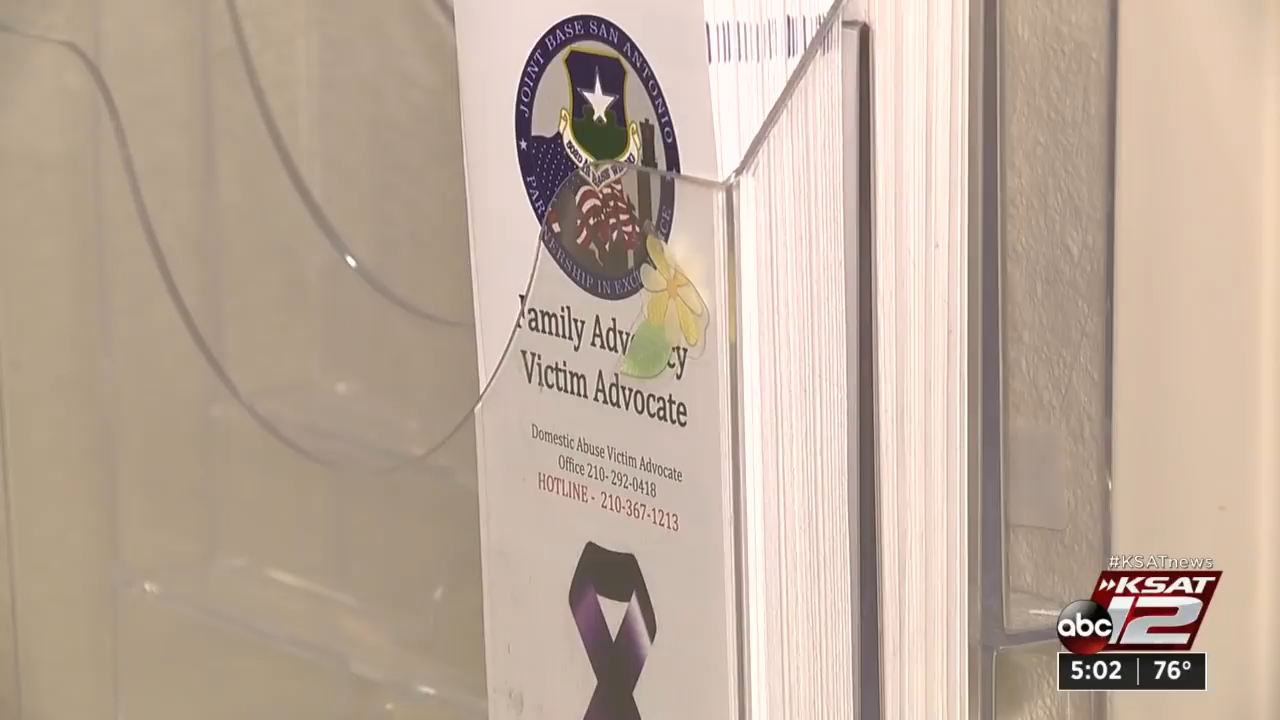 JOINT BASE SAN ANTONIO
Family
Victim Advocate
Domestic Abuse Victim Advocate
Office 210- 292-0418
HOTLINE - 210-367-1213
#KSATnews
KSAT
abc 12
5:02 76°